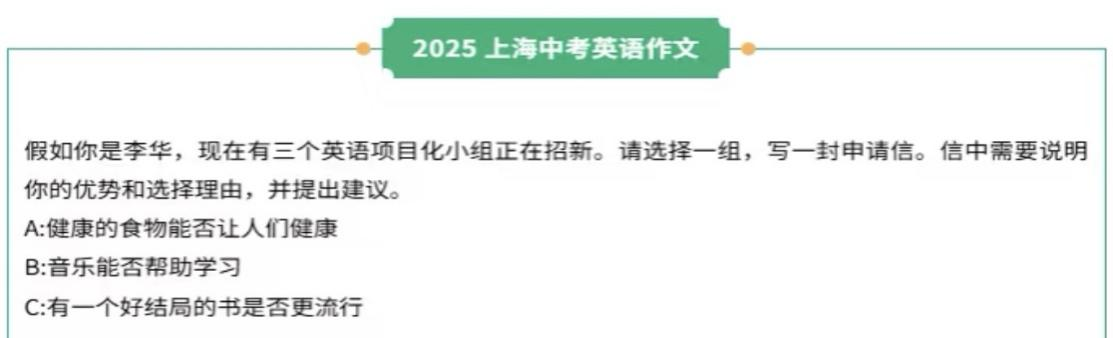 2025 上海中考英语作文
假如你是李华，现在有三个英语项目化小组正在招新。请选择一组，写一封申请信。信中需要说明
你的优势和选择理由，并提出建议。
A:健康的食物能否让人们健康
B:音乐能否帮助学习
C:有一个好结局的书是否更流行